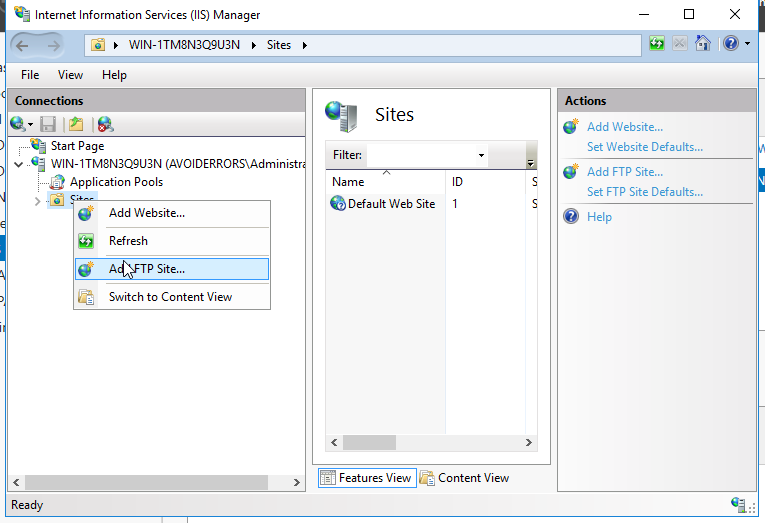 Internet Information Services (IIS) Manager
WIN-1TM8N3Q9U3N
Sites
File View Help
Connections
Start Page
WIN-1TM8N3Q9U3N (AVOIDERRORS\Administra
Application Pools
Sites
Add Website...
Refresh
Add FTP Site...
Switch to Content View
Sites
Filter:
Name ID S
Default Web Site 1 S
Features View Content View
Actions
Add Website...
Set Website Defaults...
Add FTP Site...
Set FTP Site Defaults...
Help
Ready